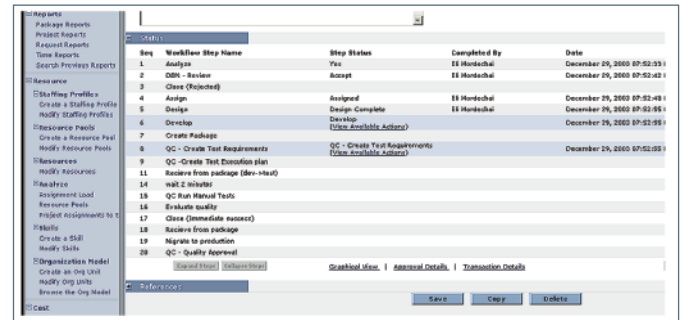 Reports
Package Reports
Project Reports
Request Reports
Time Reports
Search Previous Reports
Resource
Staffing Profiles
Create a Staffing Profile
Modify Staffing Profiles
Resource Pools
Create a Resource Pool
Modify Resource Pools
Resources
Modify Resources
Analyze
Assignment Load
Resource Pools
Project Assignments to
Skills
Create a Skill
Modify Skills
Organization Model
Create an Org Unit
Modify Org Units
Browse the Org Model
Cost
Status
Seq Workflow Step Name Step Status Completed By Date
1 Analyze Yes Eli Mordechai December 29, 2003 07:52:33
2 DBN - Review Accept Eli Mordechai December 29, 2003 07:52:42
3 Close (Rejected)
4 Assign Assigned Eli Mordechai December 29, 2003 07:52:48
5 Design Design Complete Eli Mordechai December 29, 2003 07:52:55
6 Develop Develop December 29, 2003 07:52:55
(View Available Actions)
7 Create Package
8 QC - Create Test Requirements QC - Create Test Requirements December 29, 2003 07:52:55
(View Available Actions)
9 QC -Create Test Execution plan
11 Recieve from package (dev->test)
14 wait 2 minutes
15 QC Run Manual Tests
16 Evaluate quality
17 Close (Immediate success)
18 Recieve from package
19 Migrate to production
20 QC - Quality Approval
Expand Steps Collapse Steps Graphical View | Approval Details | Transaction Details
References
Save Copy Delete